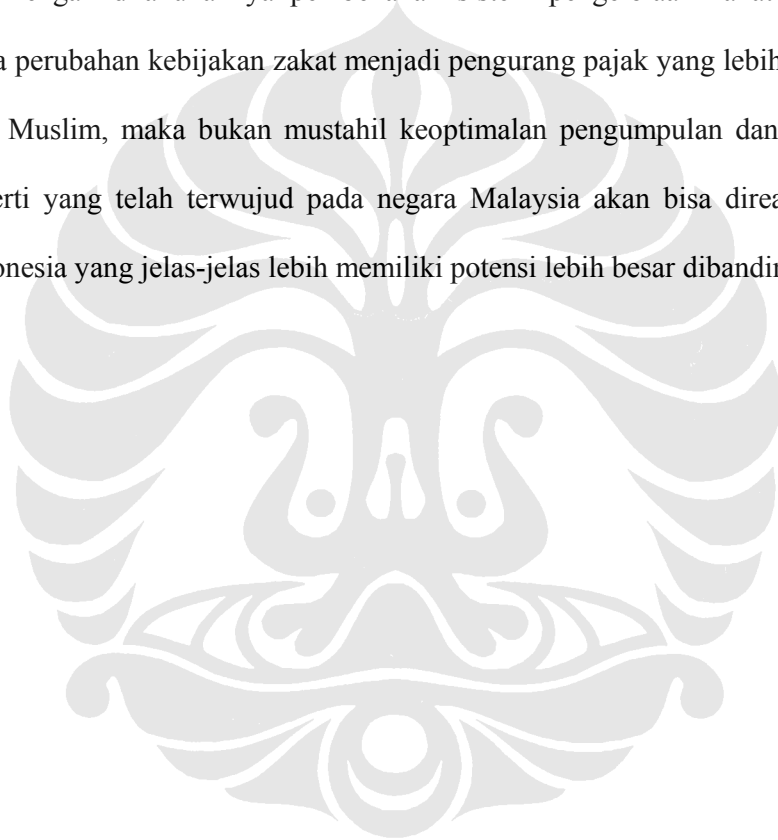 perubahan kebijakan zakat menjadi pengurang pajak yang lebih
Muslim, maka bukan mustahil keoptimalan pengumpulan dan
erti yang telah terwujud pada negara Malaysia akan bisa direa
onesia yang jelas-jelas lebih memiliki potensi lebih besar dibandin